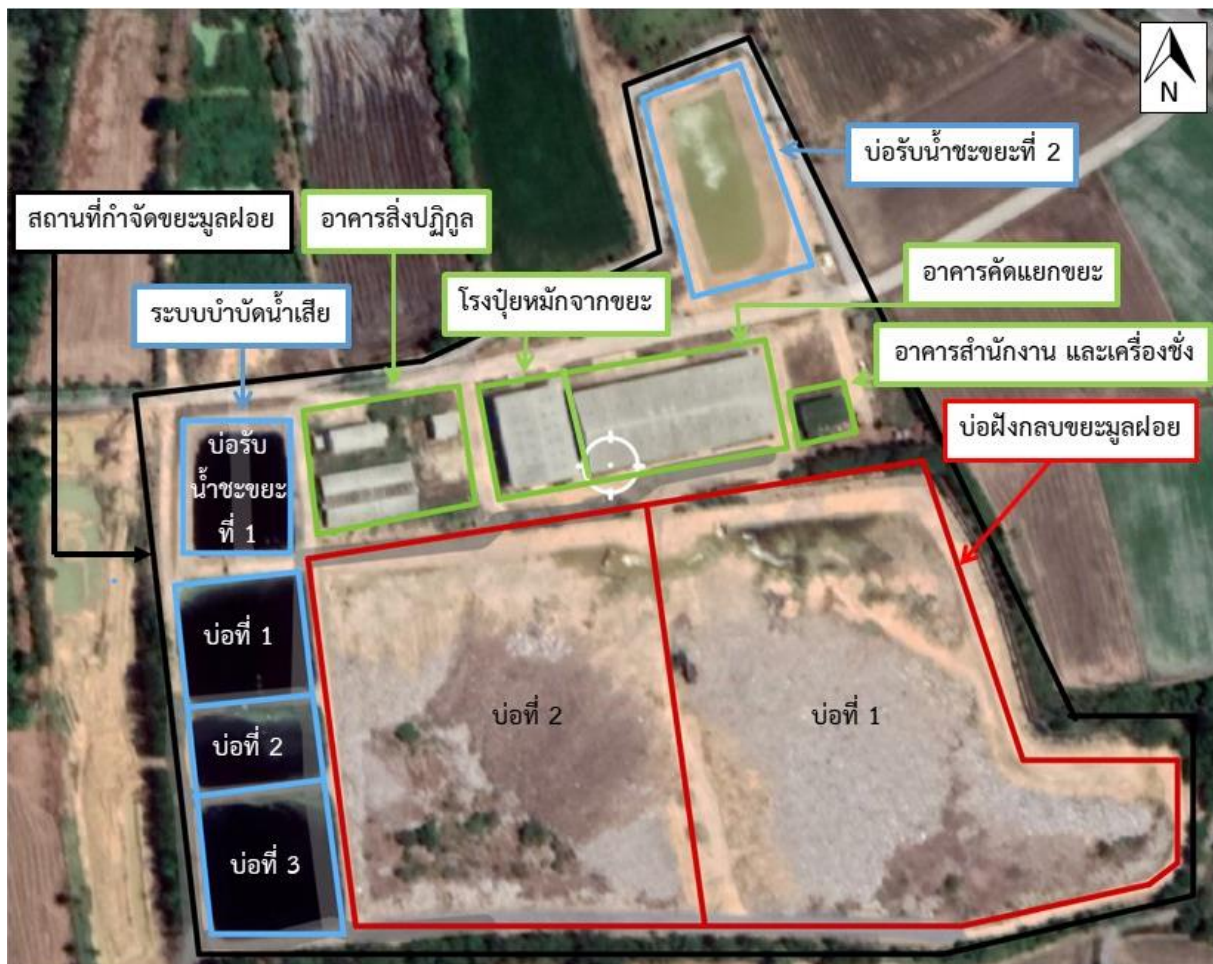 N
บ่อรับน้ำชะขยะที่ 2
สถานที่กำจัดขยะมูลฝอย
อาคารสิ่งปฏิกูล
อาคารคัดแยกขยะ
โรงปุ๋ยหมักจากขยะ
ระบบบำบัดน้ำเสีย
อาคารสำนักงาน และเครื่องชั่ง
บ่อฝังกลบขยะมูลฝอย
บ่อรับ
น้ำชะขยะ
ที่ 1
บ่อที่ 1
บ่อที่ 2
บ่อที่ 3
บ่อที่ 2
บ่อที่ 1